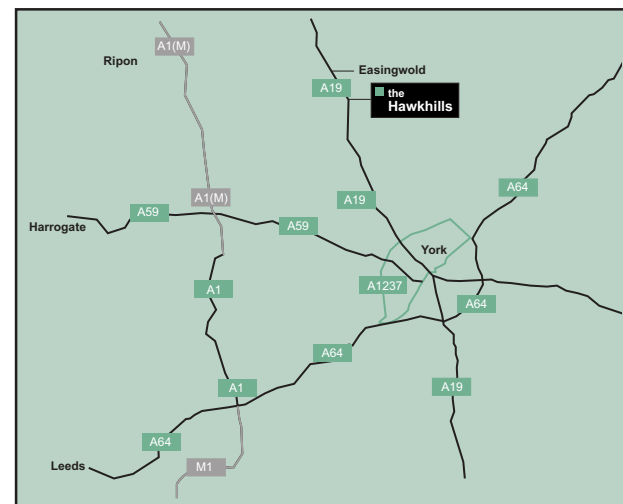 A1(M)
Ripon
Easingwold
A19
the
Hawkhills
A64
A1(M)
A19
A59
A59
Harrogate
York
A1
A1237
A64
A64
A1
A19
A64
Leeds
M1